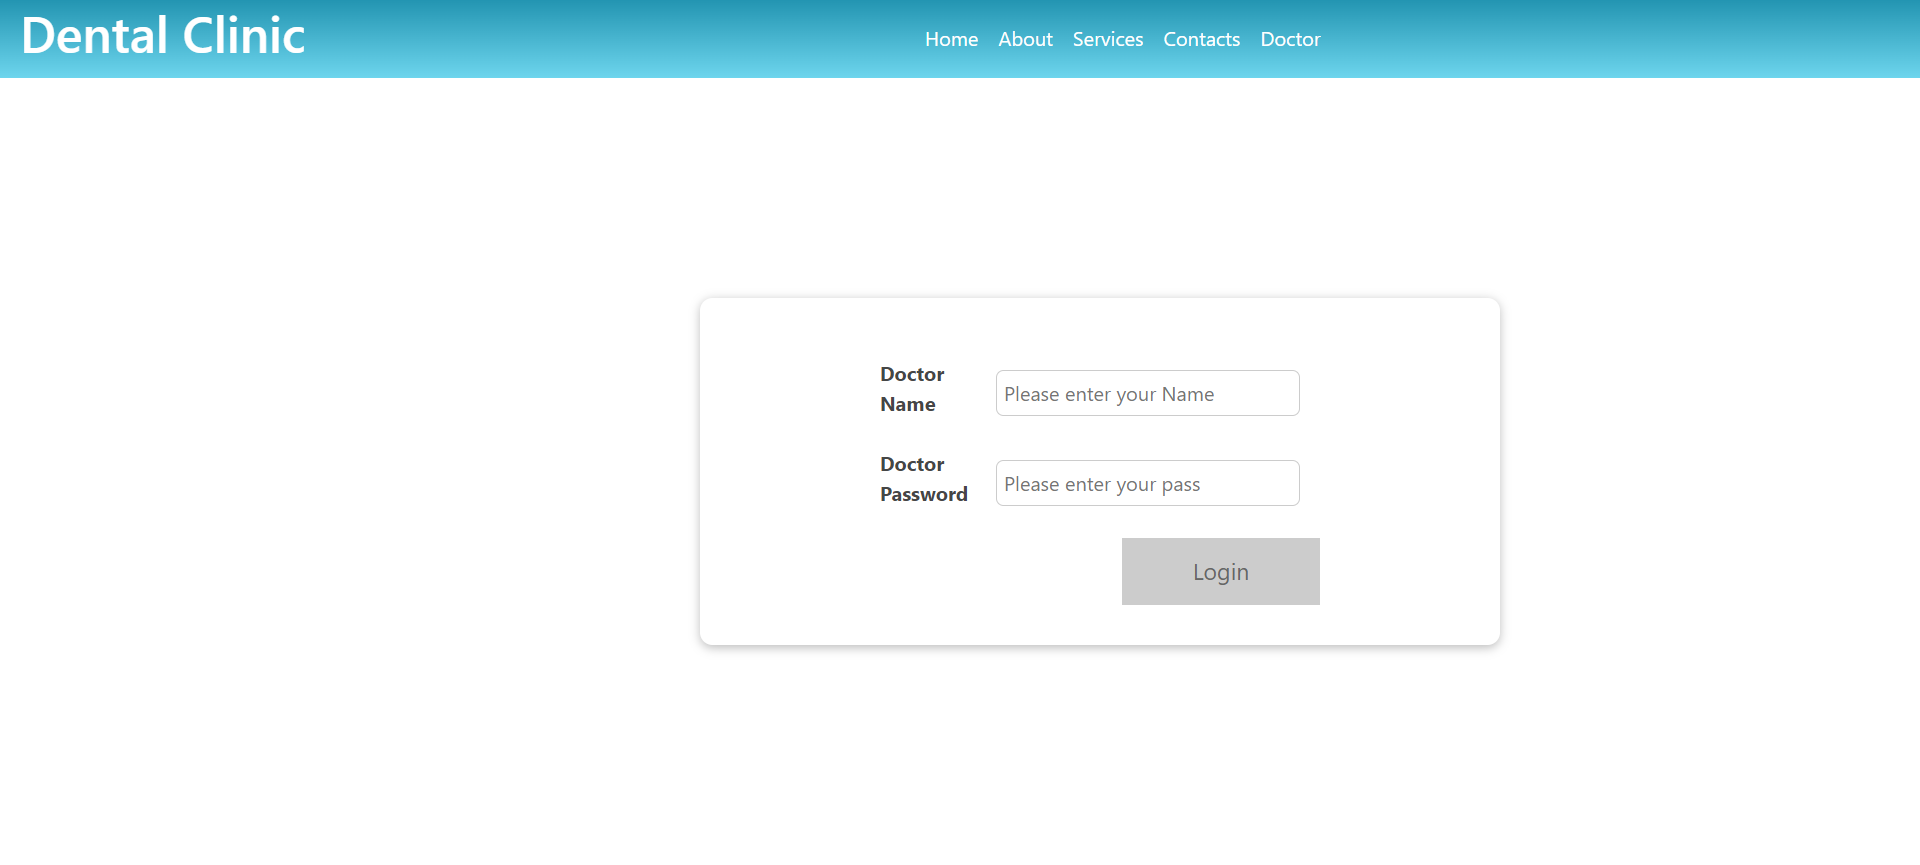 Dental Clinic
Home About Services Contacts Doctor
Doctor
Name
Please enter your Name
Doctor
Password
Please enter your pass
Login